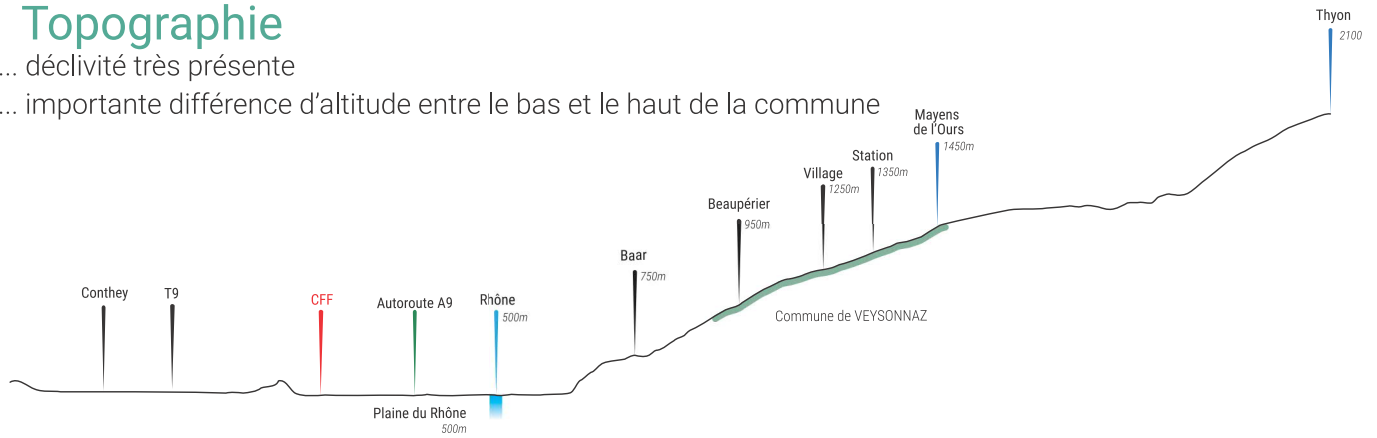 Topographie
... déclivité très présente
... importante différence d'altitude entre le bas et le haut de la commune
Thyon
2100
Mayens
de l'Ours
1450m
Station
1350m
Village
1250m
Beaupérier
950m
Baar
750m
Conthey
T9
CFF
Autoroute A9
Rhône
500m
Commune de VEYSONNAZ
Plaine du Rhône
500m